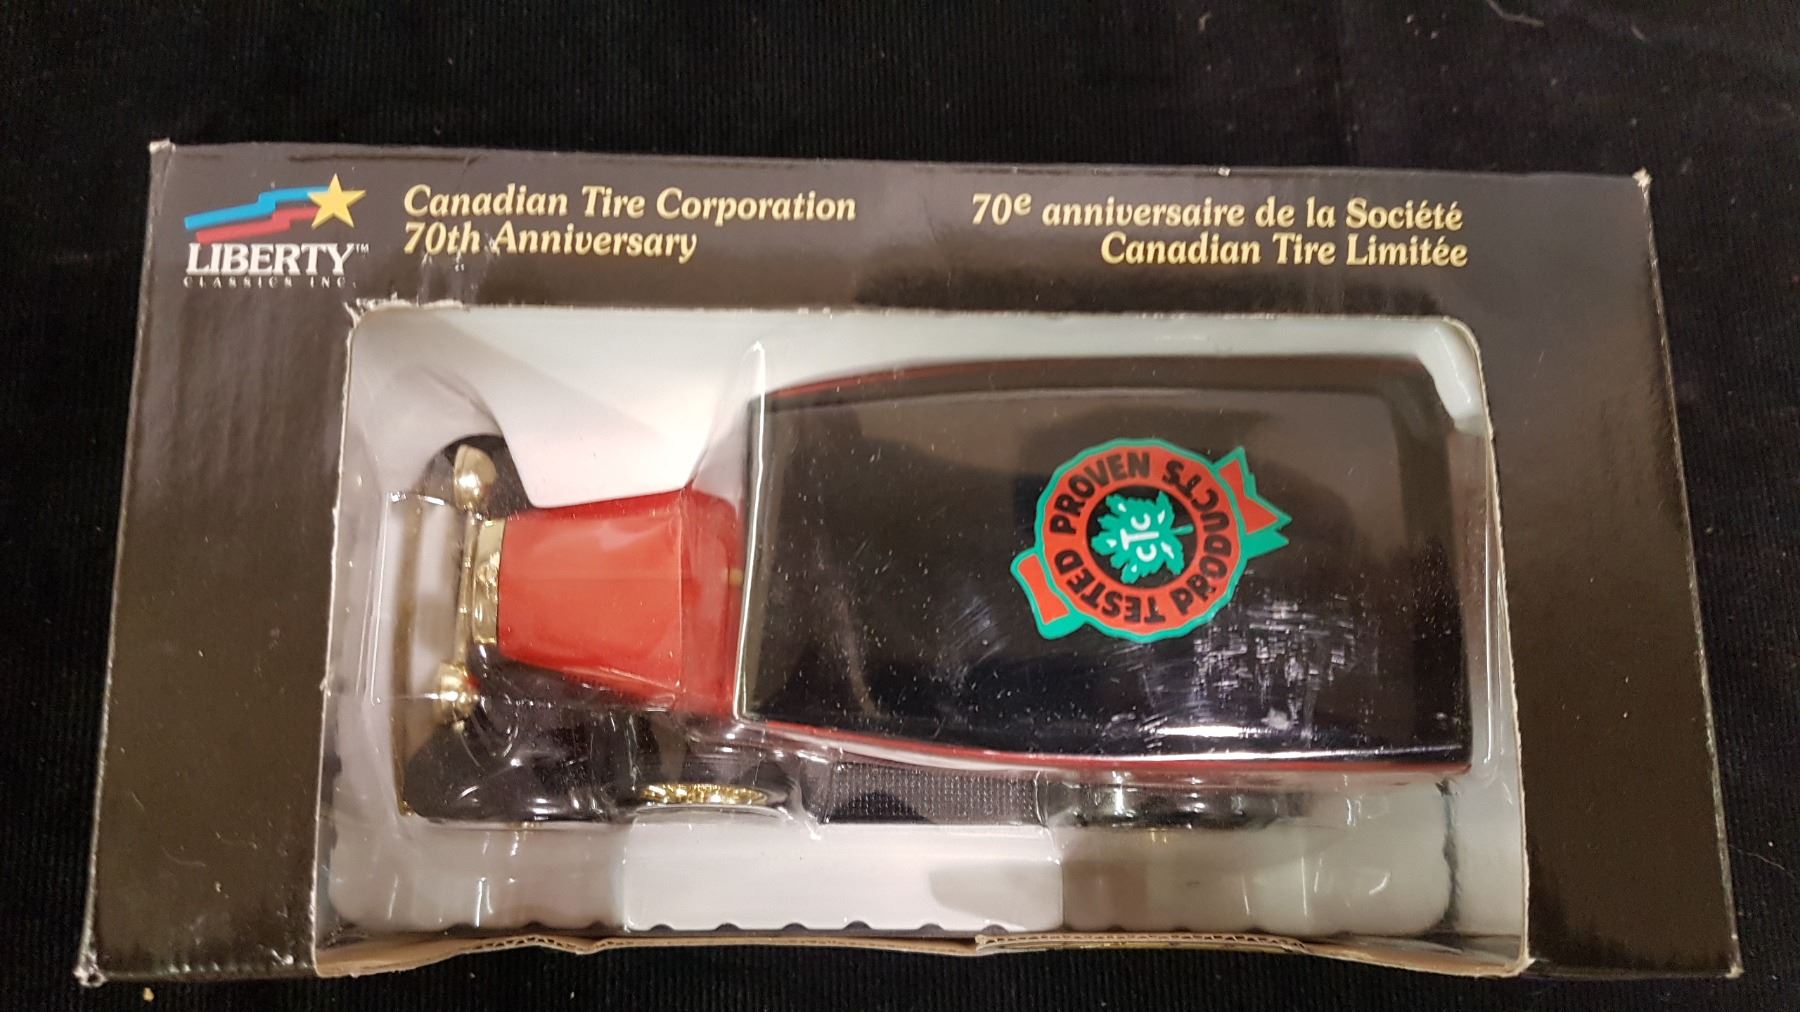 LIBERTY™
CLASSICS INC.
Canadian Tire Corporation
70th Anniversary
70e anniversaire de la Société
Canadian Tire Limitée
TESTED PROVEN PRODUCTS
CTC